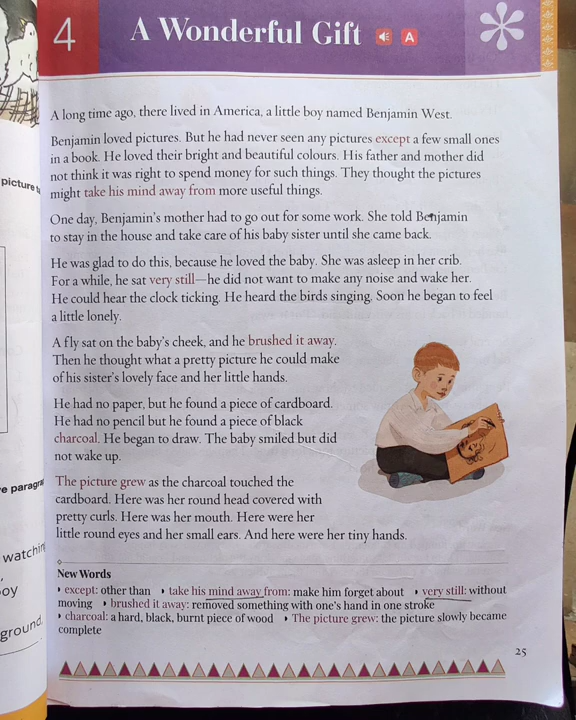 4
A Wonderful Gift
A
A long time ago, there lived in America, a little boy named Benjamin West.
Benjamin loved pictures. But he had never seen any pictures except a few small ones
in a book. He loved their bright and beautiful colours. His father and mother did
not think it was right to spend money for such things. They thought the pictures
might take his mind away from more useful things.
One day, Benjamin's mother had to go out for some work. She told Benjamin
to stay in the house and take care of his baby sister until she came back.
He was glad to do this, because he loved the baby. She was asleep in her crib.
For a while, he sat very still—he did not want to make any noise and wake her.
He could hear the clock ticking. He heard the birds singing. Soon he began to feel
a little lonely.
A fly sat on the baby's cheek, and he brushed it away.
Then he thought what a pretty picture he could make
of his sister's lovely face and her little hands.
He had no paper, but he found a piece of cardboard.
He had no pencil but he found a piece of black
charcoal. He began to draw. The baby smiled but did
not wake up.
The picture grew as the charcoal touched the
cardboard. Here was her round head covered with
pretty curls. Here was her mouth. Here were her
little round eyes and her small ears. And here were her tiny hands.
New Words
• except: other than • take his mind away from: make him forget about • very still: without
moving • brushed it away: removed something with one's hand in one stroke
• charcoal: a hard, black, burnt piece of wood • The picture grew: the picture slowly became
complete
25
picture
watching
ground,